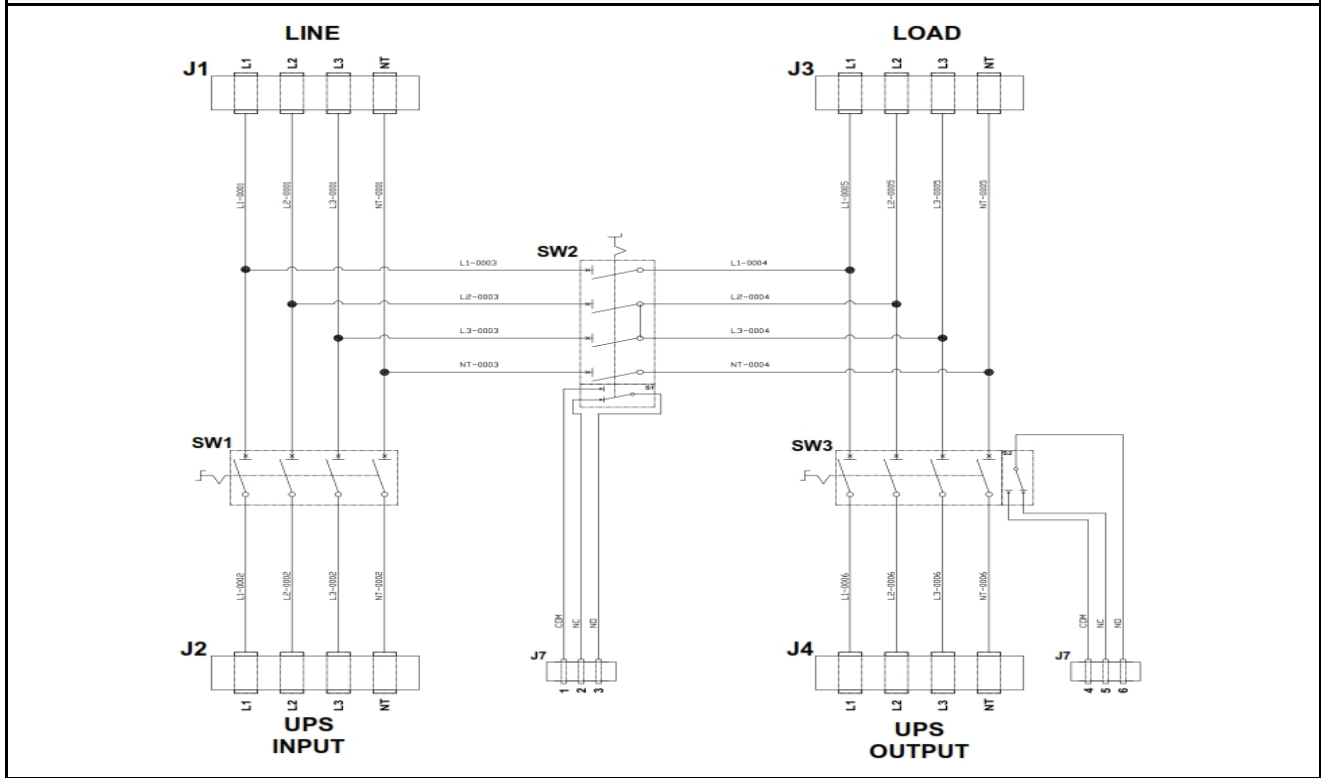 LINE
LOAD
J1
L1
L2
L3
NT
J3
L1
L2
L3
NT
L1-0001
L2-0001
L3-0001
NT-0001
L1-0005
L2-0005
L3-0005
NT-0005
SW2
L1-0003
L1-0004
L2-0003
L2-0004
L3-0003
L3-0004
NT-0003
NT-0004
S1
SW1
SW3
S2
L1-0002
L2-0002
L3-0002
NT-0002
COM
NC
NO
L1-0006
L2-0006
L3-0006
NT-0006
COM
NC
NO
J2
J7
J4
J7
1
2
3
4
5
6
L1
L2
L3
NT
L1
L2
L3
NT
UPS
INPUT
UPS
OUTPUT